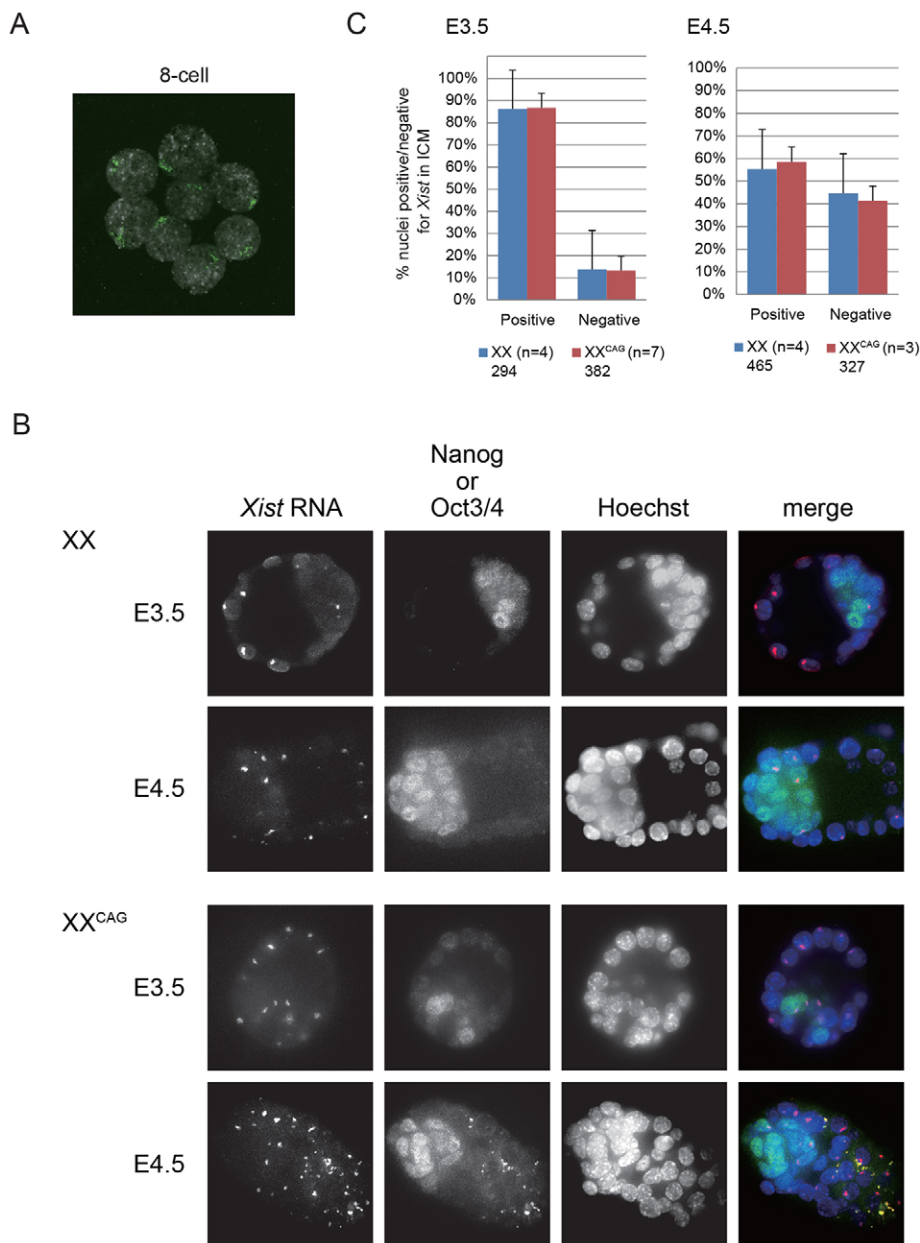 A
8-cell
C
E3.5
E4.5
% nuclei positive/negative
for Xist in ICM
100%
90%
80%
70%
60%
50%
40%
30%
20%
10%
0%
Positive Negative
XX (n=4) XXCAG (n=7)
294 382
100%
90%
80%
70%
60%
50%
40%
30%
20%
10%
0%
Positive Negative
XX (n=4) XXCAG (n=3)
465 327
B
Xist RNA
Nanog
or
Oct3/4
Hoechst
merge
XX
E3.5
E4.5
XXCAG
E3.5
E4.5